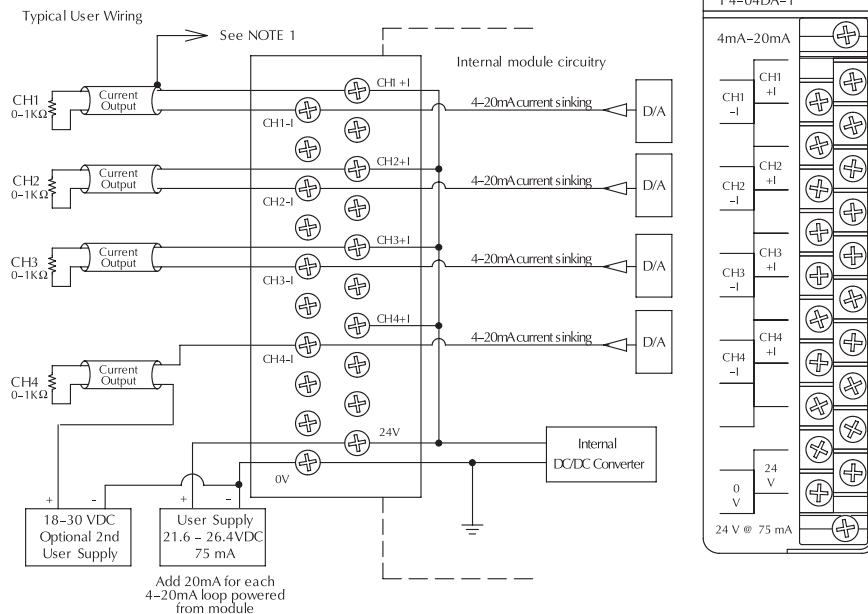 Typical User Wiring
See NOTE 1
Internal module circuitry
CH1
0–1KΩ
Current
Output
CH1 +I
CH1–I
4–20mA current sinking
D/A
CH2
0–1KΩ
Current
Output
CH2+I
CH2–I
4–20mA current sinking
D/A
CH3
0–1KΩ
Current
Output
CH3+I
CH3–I
4–20mA current sinking
D/A
CH4+I
CH4–I
4–20mA current sinking
D/A
CH4
0–1KΩ
Current
Output
24V
0V
Internal
DC/DC Converter
+ -
18–30 VDC
Optional 2nd
User Supply
+ -
User Supply
21.6 – 26.4VDC
75 mA
Add 20mA for each
4–20mA loop powered
from module
F4–04DA–1
4mA–20mA
CH1
+I
CH1
–I
CH2
+I
CH2
–I
CH3
+I
CH3
–I
CH4
+I
CH4
–I
24
V
0
V
24 V @ 75 mA